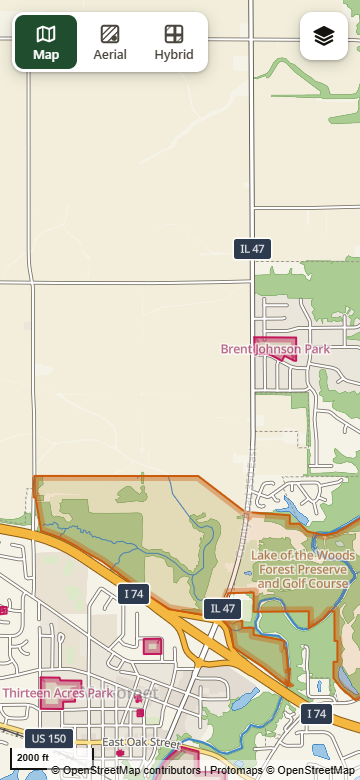 Map
Aerial
Hybrid
IL 47
Brent Johnson Park
Lake of the Woods
Forest Preserve
and Golf Course
I 74
IL 47
Thirteen Acres Park
I 74
US 150
East Oak Street
2000 ft
© OpenStreetMap contributors | Protomaps © OpenStreetMap